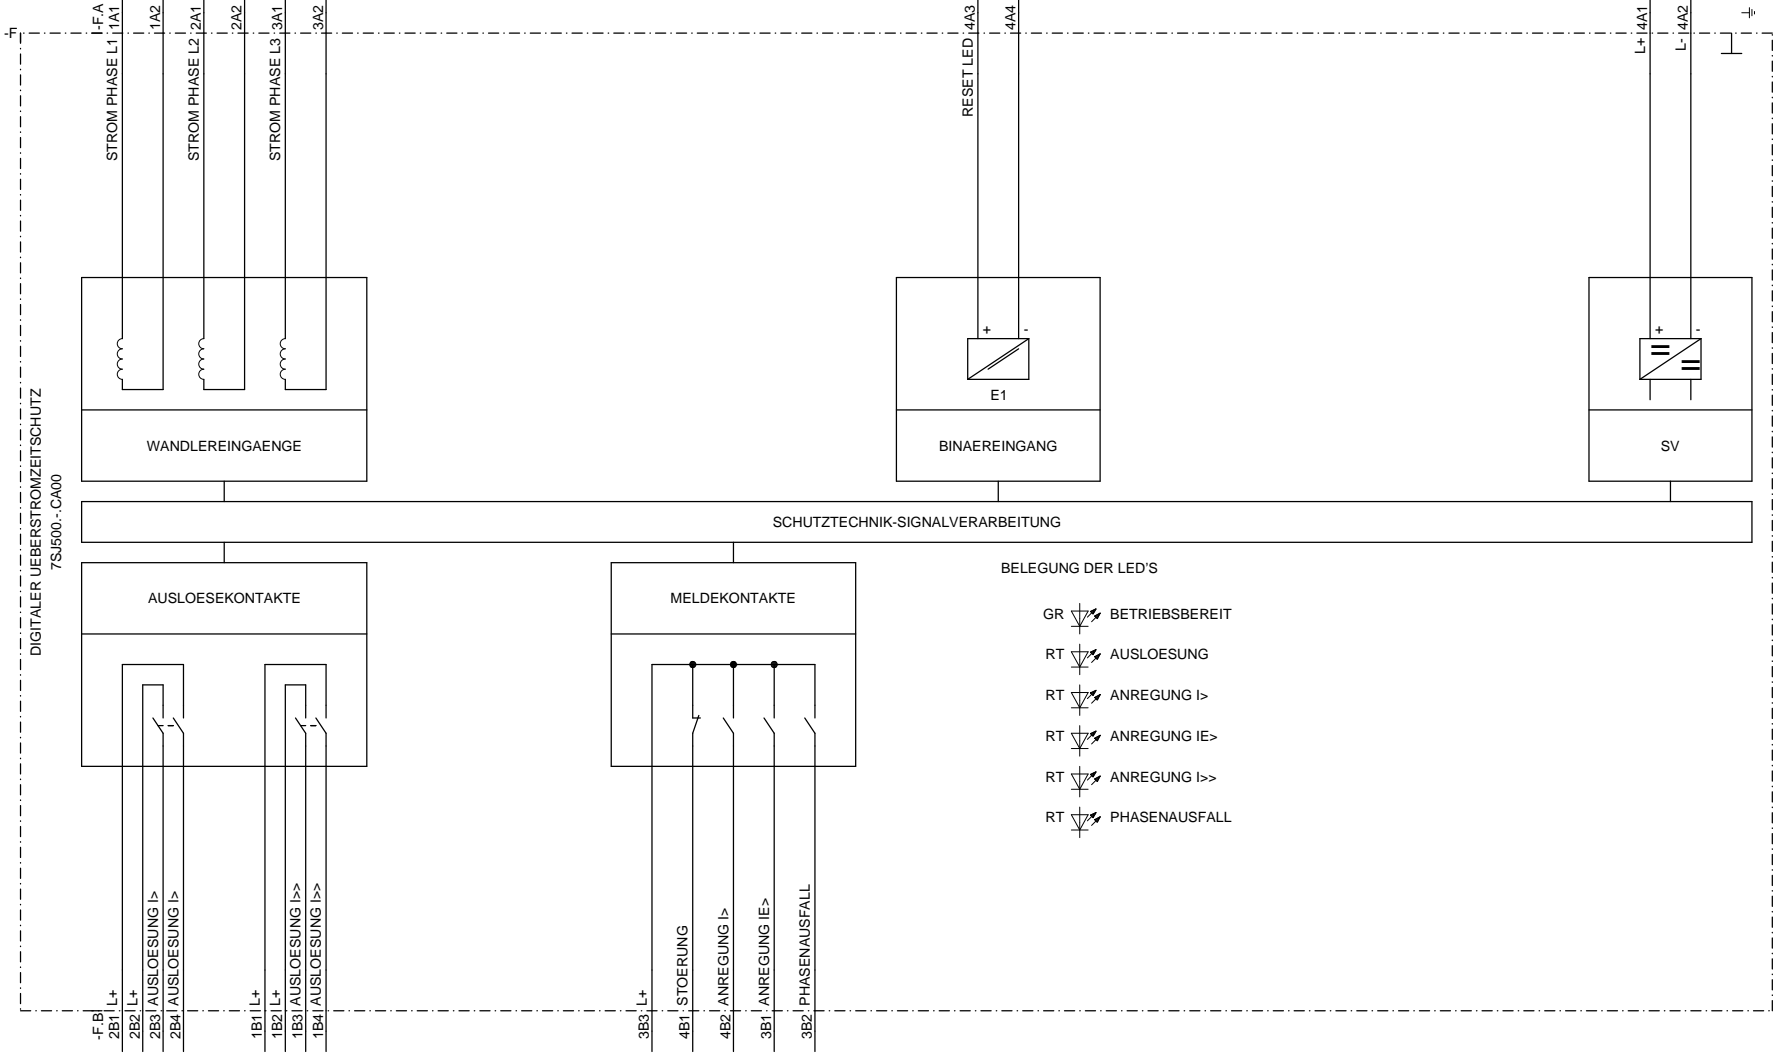 -F
-F.A
1A1
1A2
2A1
2A2
3A1
3A2
STROM PHASE L1
STROM PHASE L2
STROM PHASE L3
RESET LED
4A3
4A4
L+
4A1
L-
4A2
DIGITALER UEBERSTROMZEITSCHUTZ
7SJ500.-.CA00
+ -
E1
+ -
WANDLEREINGAENGE
BINAEREINGANG
SV
SCHUTZTECHNIK-SIGNALVERARBEITUNG
AUSLOESEKONTAKTE
MELDEKONTAKTE
BELEGUNG DER LED'S
GR BETRIEBSBEREIT
RT AUSLOESUNG
RT ANREGUNG I>
RT ANREGUNG IE>
RT ANREGUNG I>>
RT PHASENAUSFALL
-F.B
2B1 L+
2B2 L+
2B3 AUSLOESUNG I>
2B4 AUSLOESUNG I>
1B1 L+
1B2 L+
1B3 AUSLOESUNG I>>
1B4 AUSLOESUNG I>>
3B3 L+
4B1 STOERUNG
4B2 ANREGUNG I>
3B1 ANREGUNG IE>
3B2 PHASENAUSFALL